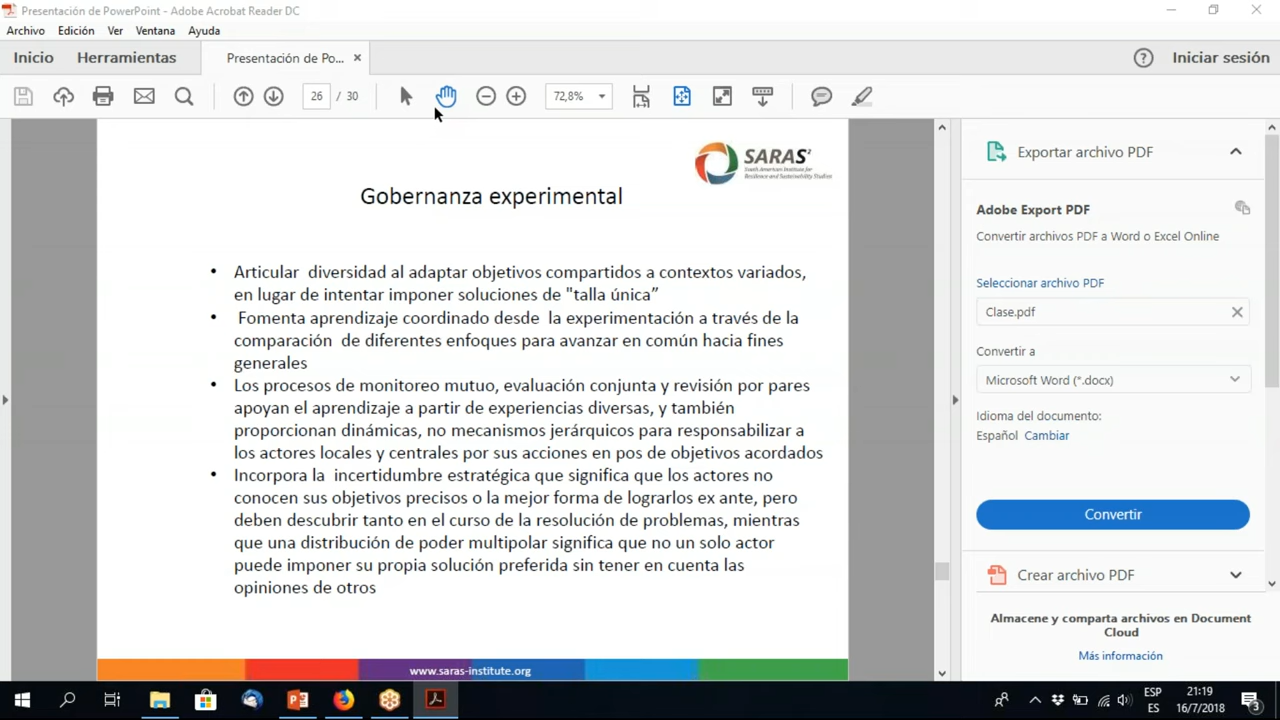 Presentación de PowerPoint - Adobe Acrobat Reader DC
Archivo Edición Ver Ventana Ayuda
Inicio Herramientas Presentación de Po... Iniciar sesión
26 / 30 72,8%
SARAS²
South American Institute for
Resilience and Sustainability Studies
Gobernanza experimental
• Articular diversidad al adaptar objetivos compartidos a contextos variados,
en lugar de intentar imponer soluciones de "talla única”
• Fomenta aprendizaje coordinado desde la experimentación a través de la
comparación de diferentes enfoques para avanzar en común hacia fines
generales
• Los procesos de monitoreo mutuo, evaluación conjunta y revisión por pares
apoyan el aprendizaje a partir de experiencias diversas, y también
proporcionan dinámicas, no mecanismos jerárquicos para responsabilizar a
los actores locales y centrales por sus acciones en pos de objetivos acordados
• Incorpora la incertidumbre estratégica que significa que los actores no
conocen sus objetivos precisos o la mejor forma de lograrlos ex ante, pero
deben descubrir tanto en el curso de la resolución de problemas, mientras
que una distribución de poder multipolar significa que no un solo actor
puede imponer su propia solución preferida sin tener en cuenta las
opiniones de otros
www.saras-institute.org
Exportar archivo PDF
Adobe Export PDF
Convertir archivos PDF a Word o Excel Online
Seleccionar archivo PDF
Clase.pdf
Convertir a
Microsoft Word (*.docx)
Idioma del documento:
Español Cambiar
Convertir
Crear archivo PDF
Almacene y comparta archivos en Document
Cloud
Más información
ESP
ES
21:19
16/7/2018
3